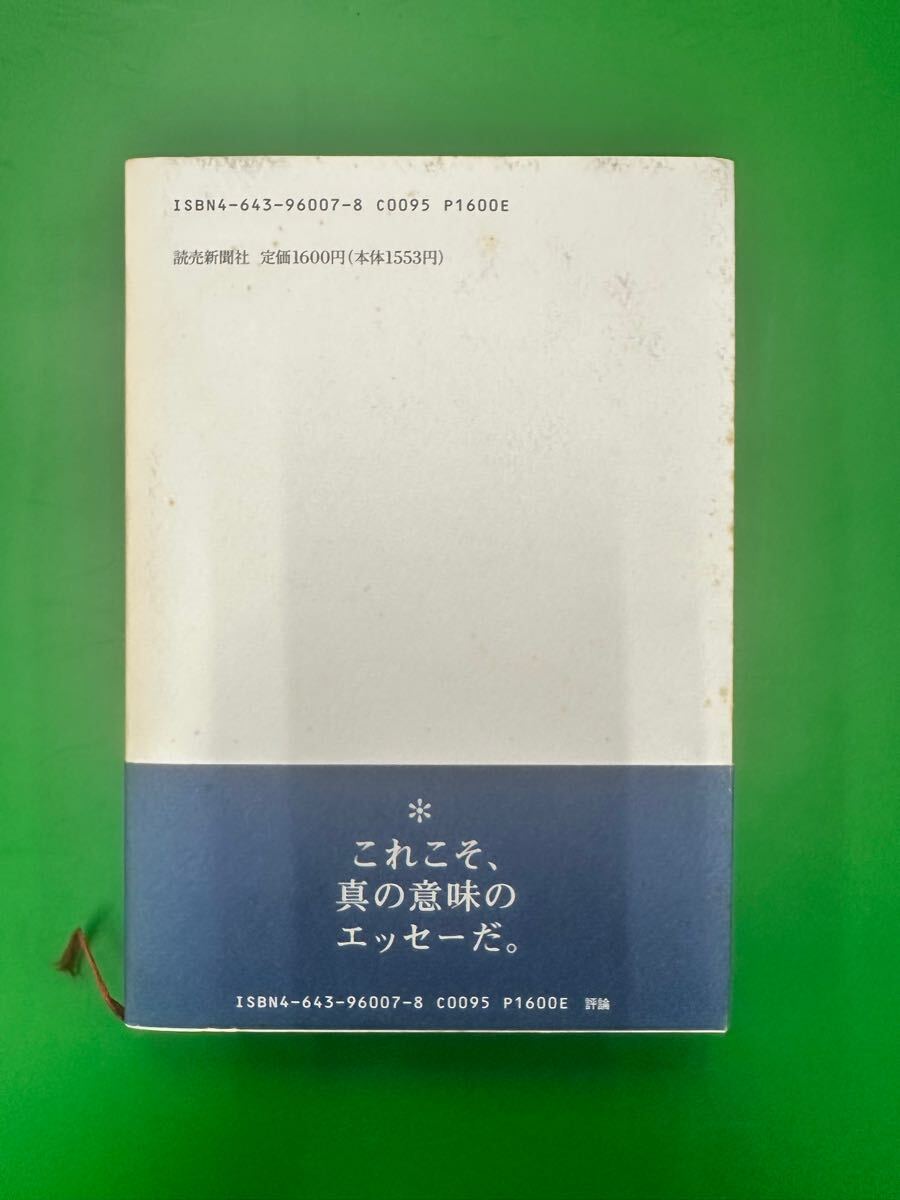 ISBN4-643-96007-8 C0095 P1600E
読売新聞社 定価1600円(本体1553円)
＊
これこそ、
真の意味の
エッセーだ。
ISBN4-643-96007-8 C0095 P1600E 評論